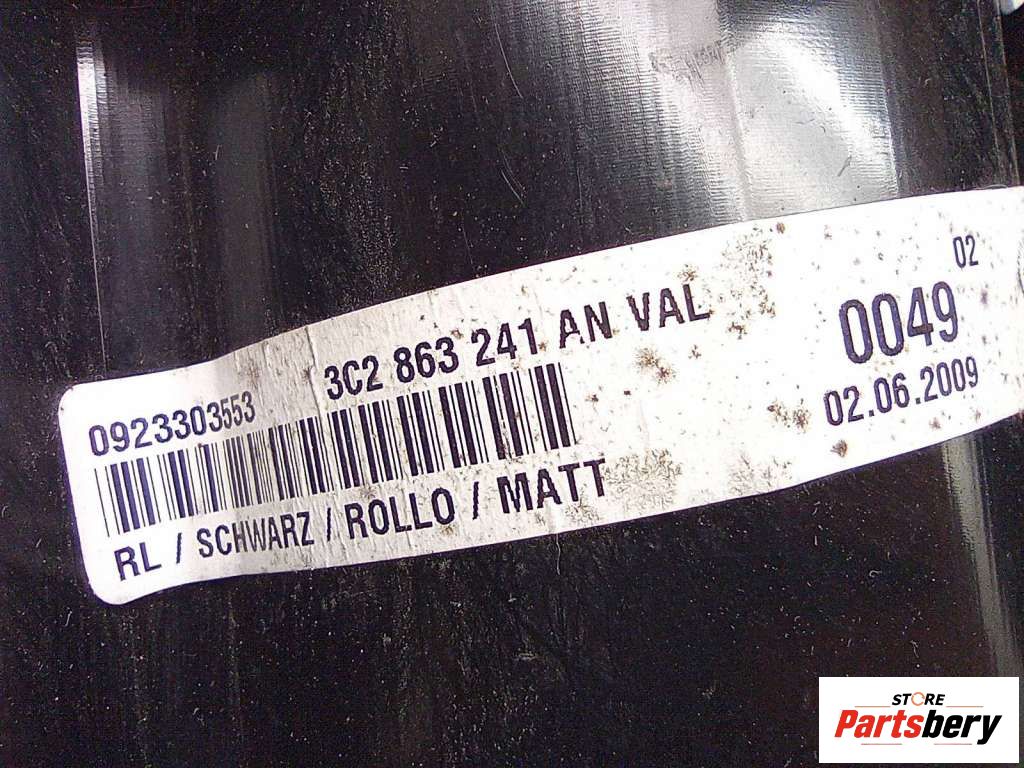 02
0923303553 3C2 863 241 AN VAL 0049
02.06.2009
RL / SCHWARZ / ROLLO / MATT
STORE
Partsbery